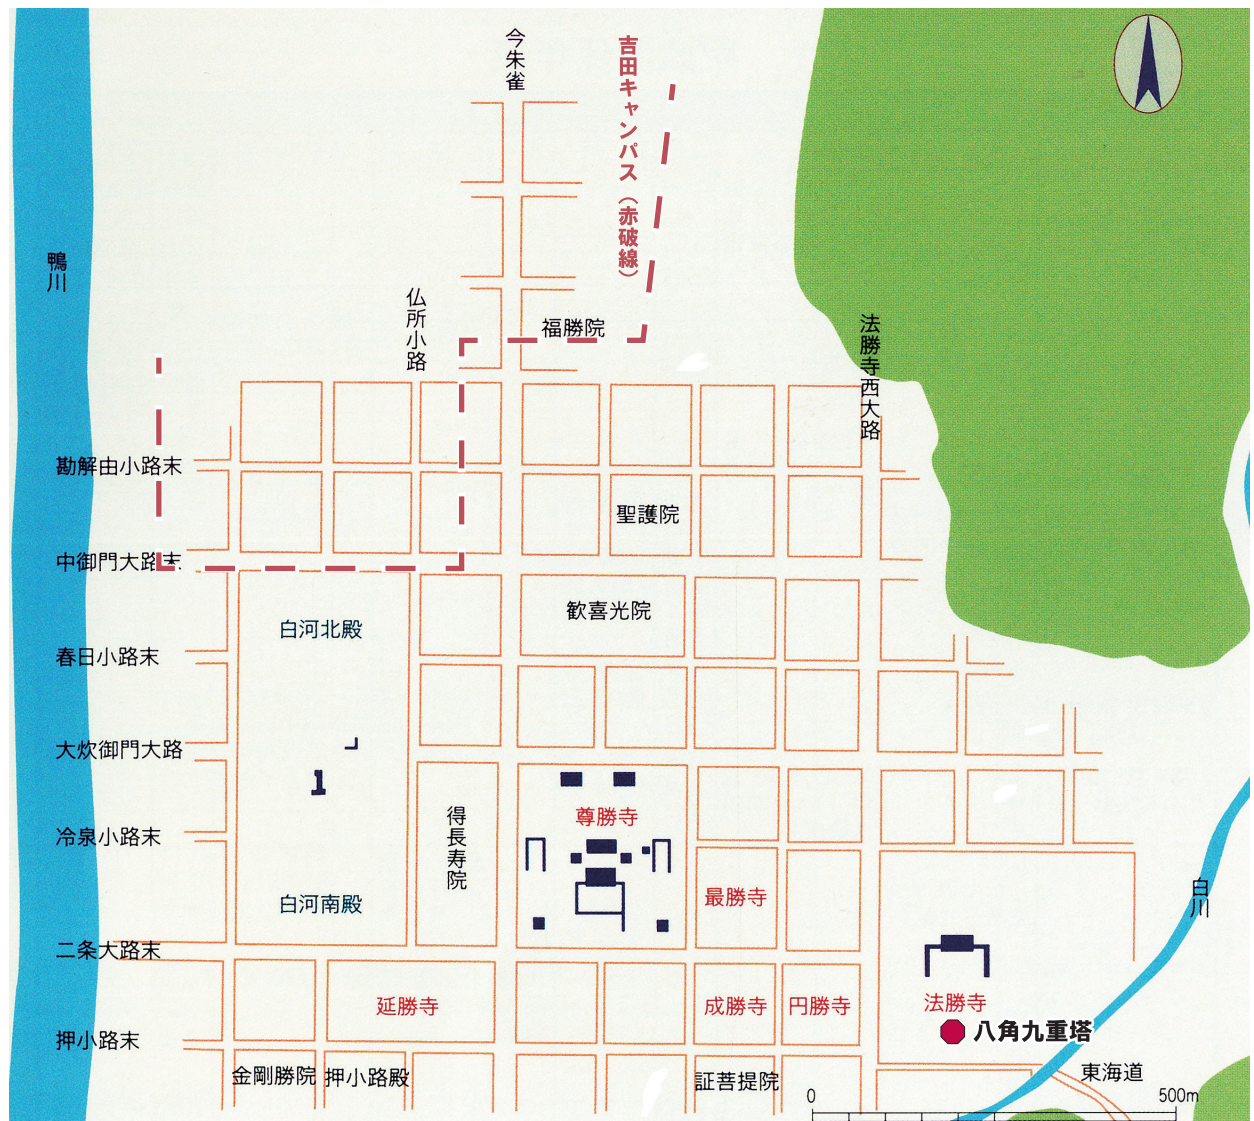 今朱雀
吉田キャンパス（赤破線）
鴨川
仏所小路
福勝院
法勝寺西大路
勘解由小路末
聖護院
中御門大路末
歓喜光院
白河北殿
春日小路末
大炊御門大路
得長寿院
尊勝寺
冷泉小路末
最勝寺
白川
白河南殿
二条大路末
延勝寺
成勝寺
円勝寺
法勝寺
八角九重塔
押小路末
金剛勝院
押小路殿
証菩提院
東海道
0
500m